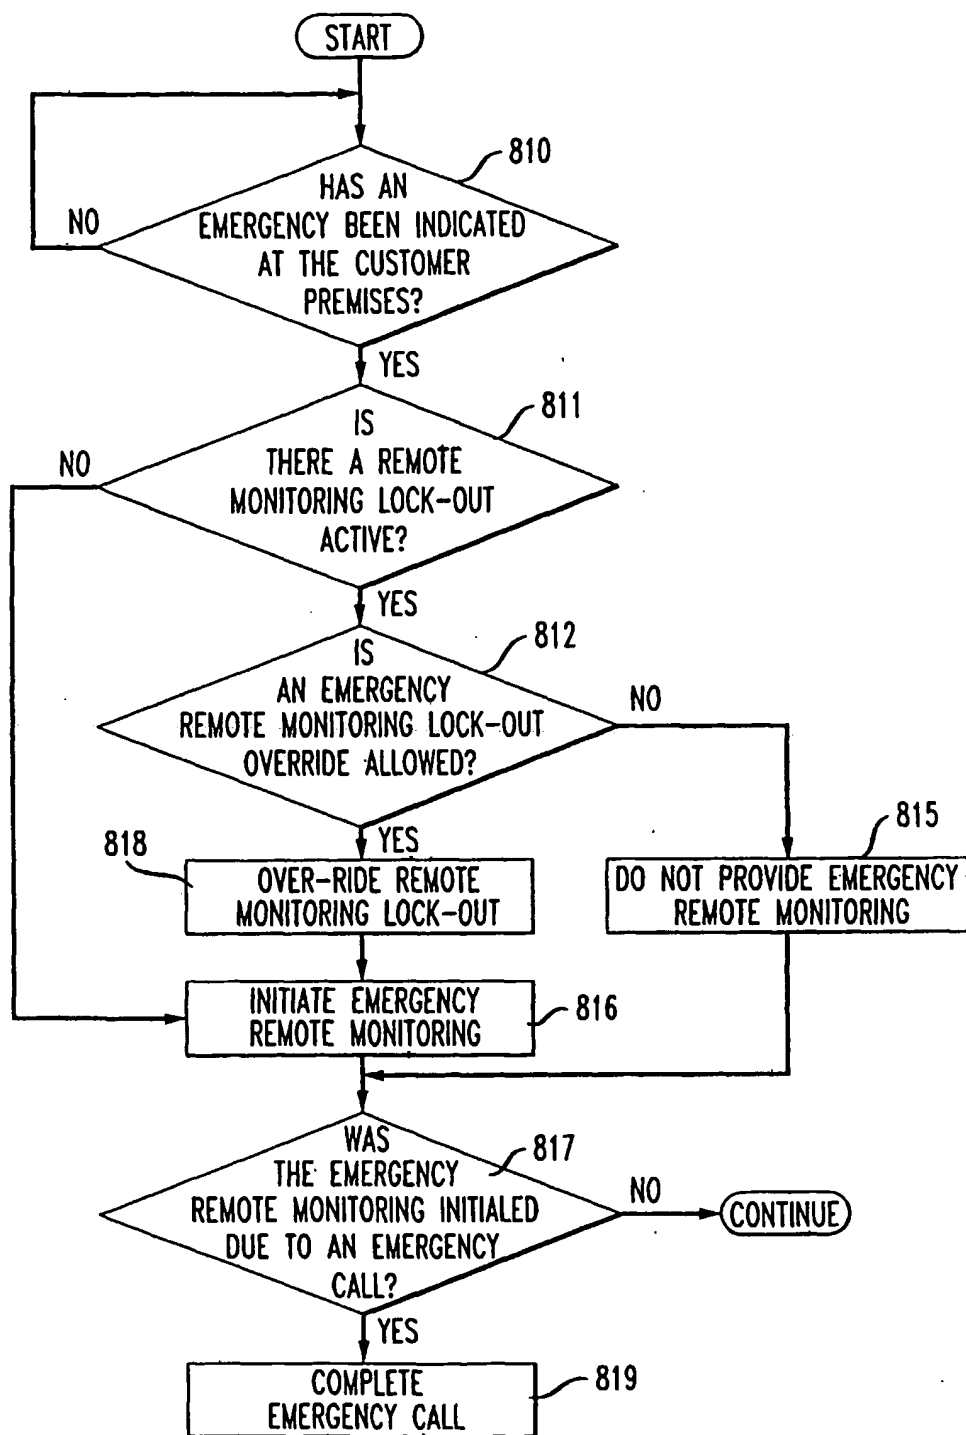 START
810
HAS AN
EMERGENCY BEEN INDICATED
AT THE CUSTOMER
PREMISES?
NO
YES
811
IS
THERE A REMOTE
MONITORING LOCK-OUT
ACTIVE?
NO
YES
812
IS
AN EMERGENCY
REMOTE MONITORING LOCK-OUT
OVERRIDE ALLOWED?
NO
YES
818
OVER-RIDE REMOTE
MONITORING LOCK-OUT
815
DO NOT PROVIDE EMERGENCY
REMOTE MONITORING
INITIATE EMERGENCY
REMOTE MONITORING
816
WAS
THE EMERGENCY
REMOTE MONITORING INITIALED
DUE TO AN EMERGENCY
CALL?
817
NO
CONTINUE
YES
COMPLETE
EMERGENCY CALL
819